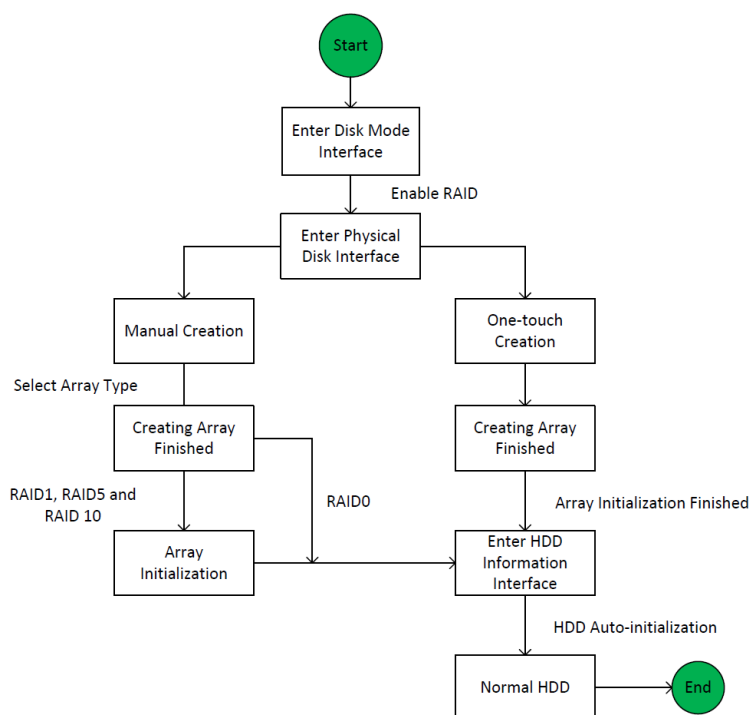 Start
Enter Disk Mode
Interface
Enable RAID
Enter Physical
Disk Interface
Manual Creation
One-touch
Creation
Select Array Type
Creating Array
Finished
Creating Array
Finished
RAID1, RAID5 and
RAID 10
RAID0
Array Initialization Finished
Array
Initialization
Enter HDD
Information
Interface
HDD Auto-initialization
Normal HDD
End